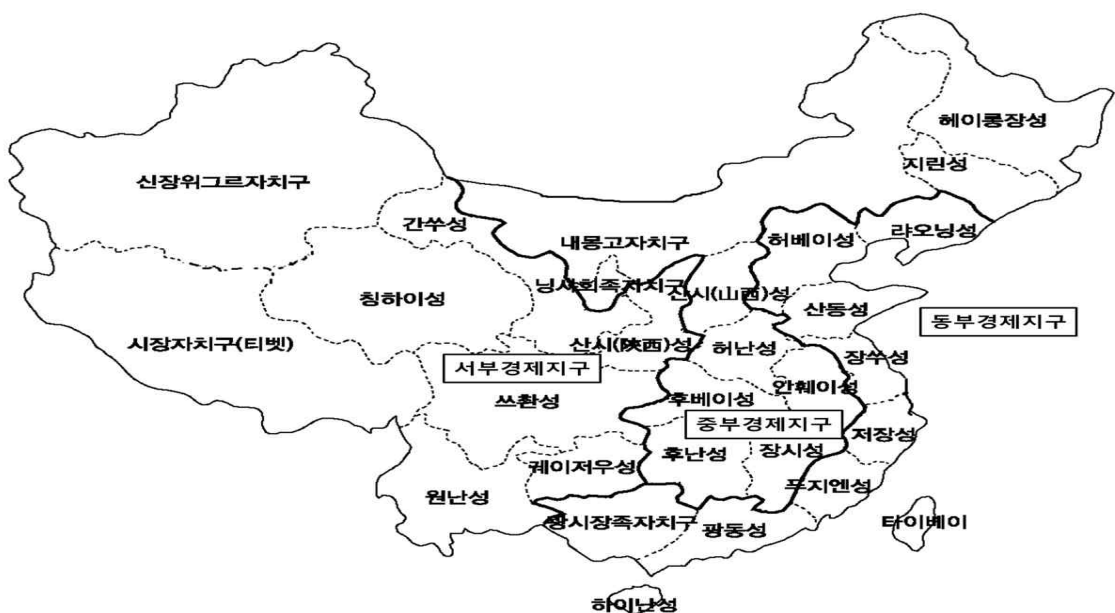 헤이룽장성
지린성
신장위그르자치구
간쑤성
내몽고자치구
허베이성
랴오닝성
닝샤회족자치구
산시(山西)성
칭하이성
산동성
동부경제지구
시장자치구(티벳)
산시(陝西)성
허난성
장쑤성
서부경제지구
안훼이성
쓰촨성
후베이성
중부경제지구
저장성
후난성
장시성
퀘이저우성
푸지엔성
원난성
광시장족자치구
광동성
타이베이
하이난성